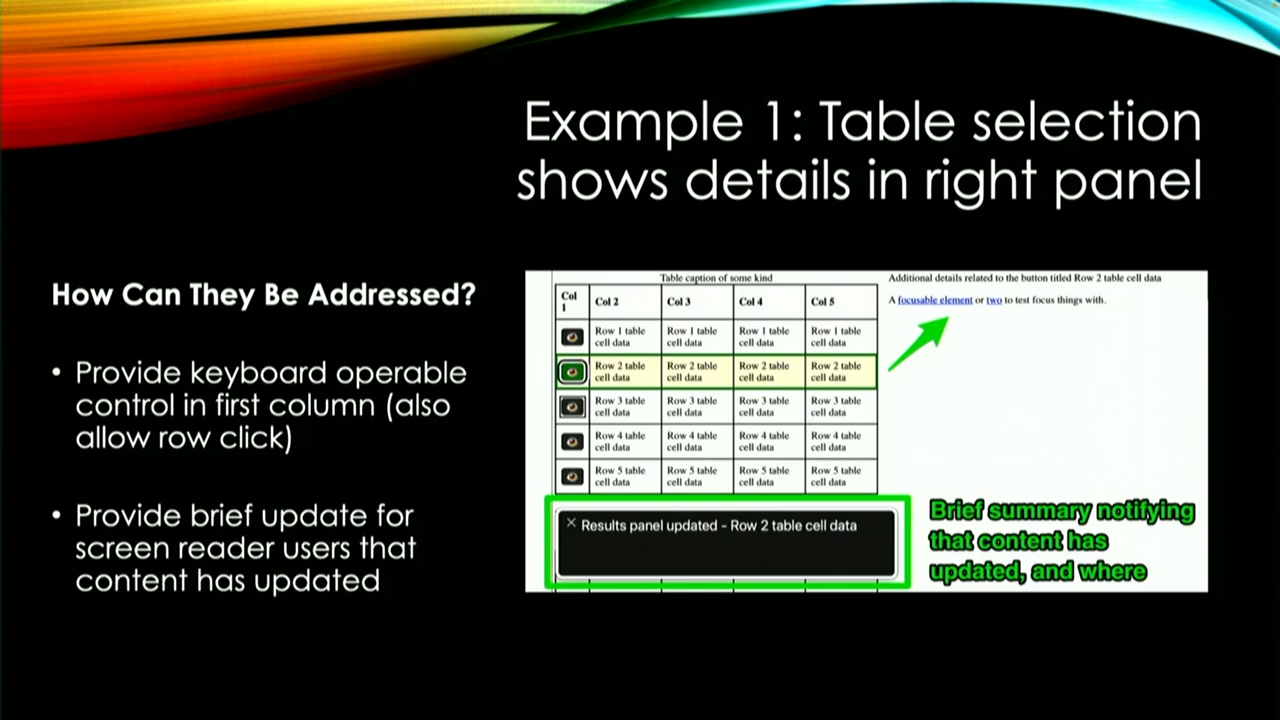 Example 1: Table selection
shows details in right panel
How Can They Be Addressed?
• Provide keyboard operable
control in first column (also
allow row click)
• Provide brief update for
screen reader users that
content has updated
Table caption of some kind
Col 1 Col 2 Col 3 Col 4 Col 5
Row 1 table cell data Row 1 table cell data Row 1 table cell data Row 1 table cell data
Row 2 table cell data Row 2 table cell data Row 2 table cell data Row 2 table cell data
Row 3 table cell data Row 3 table cell data Row 3 table cell data Row 3 table cell data
Row 4 table cell data Row 4 table cell data Row 4 table cell data Row 4 table cell data
Row 5 table cell data Row 5 table cell data Row 5 table cell data Row 5 table cell data
Additional details related to the button titled Row 2 table cell data
A focusable element or two to test focus things with.
× Results panel updated - Row 2 table cell data
Brief summary notifying
that content has
updated, and where